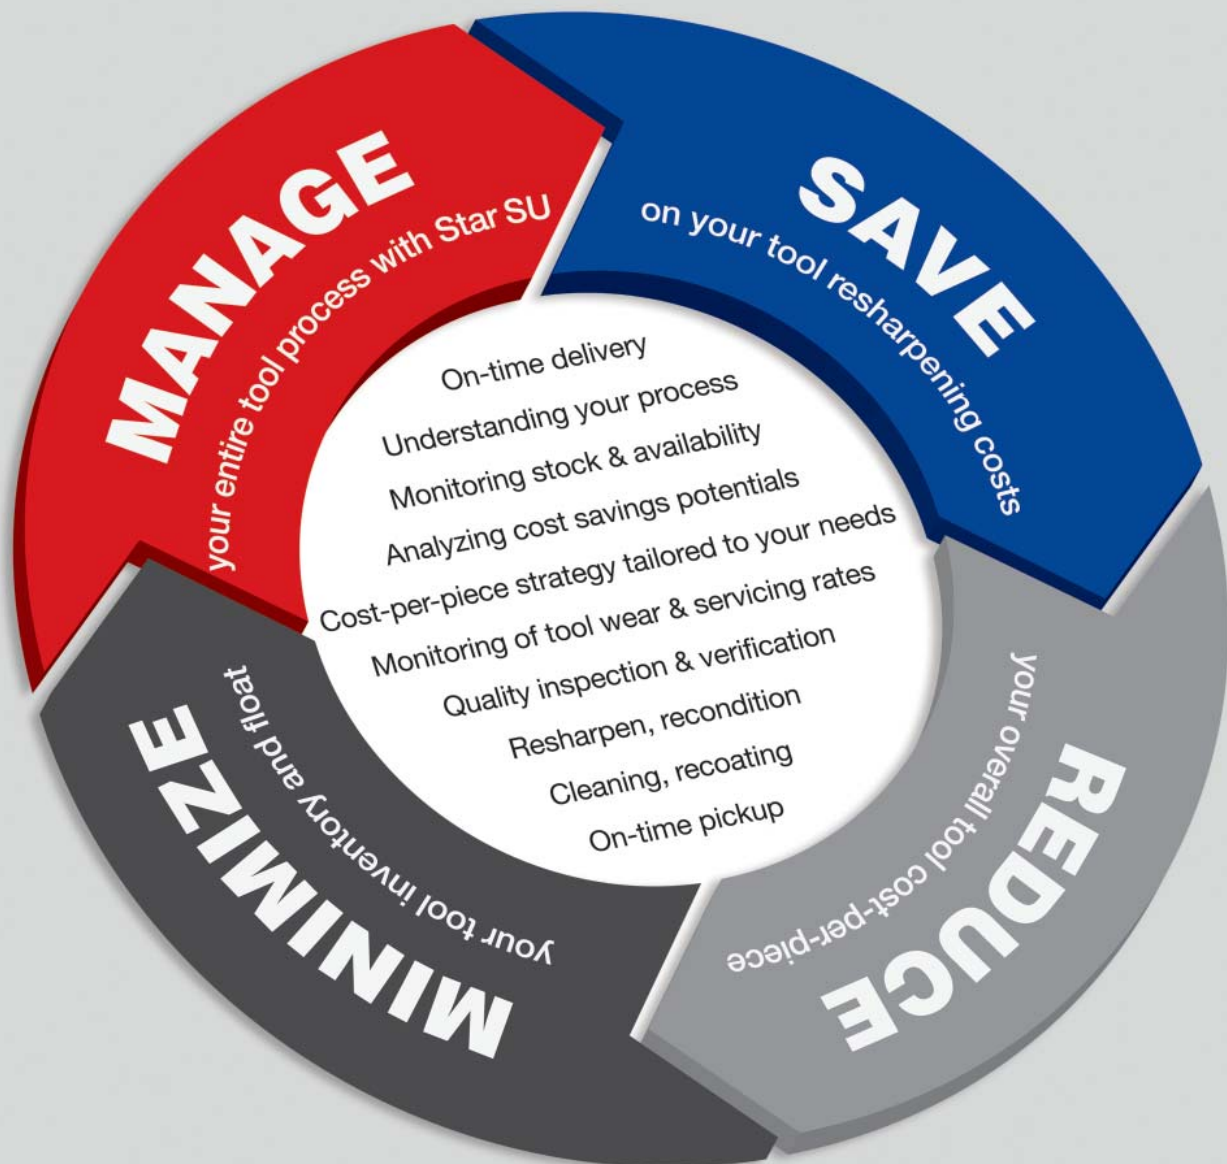 MANAGE
your entire tool process with Star SU
SAVE
on your tool resharpening costs
REDUCE
your overall tool cost-per-piece
MINIMIZE
your tool inventory and float
On-time delivery
Understanding your process
Monitoring stock & availability
Analyzing cost savings potentials
Cost-per-piece strategy tailored to your needs
Monitoring of tool wear & servicing rates
Quality inspection & verification
Resharpen, recondition
Cleaning, recoating
On-time pickup